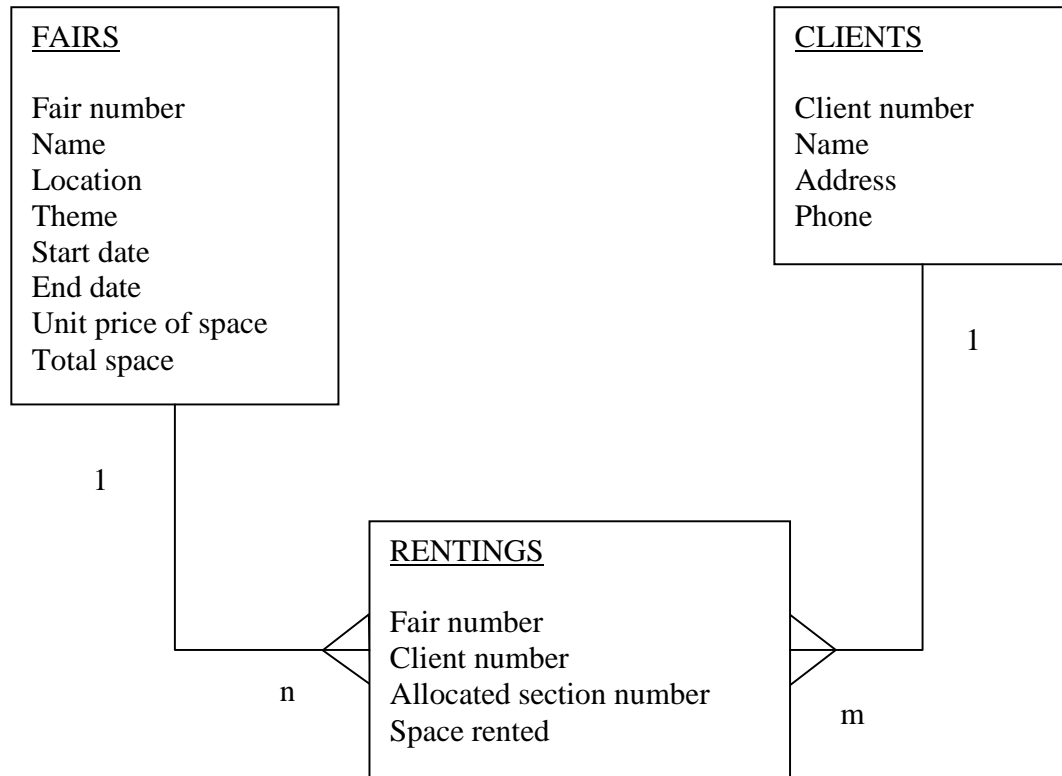 FAIRS
Fair number
Name
Location
Theme
Start date
End date
Unit price of space
Total space
CLIENTS
Client number
Name
Address
Phone
1
1
RENTINGS
Fair number
Client number
Allocated section number
Space rented
n
m